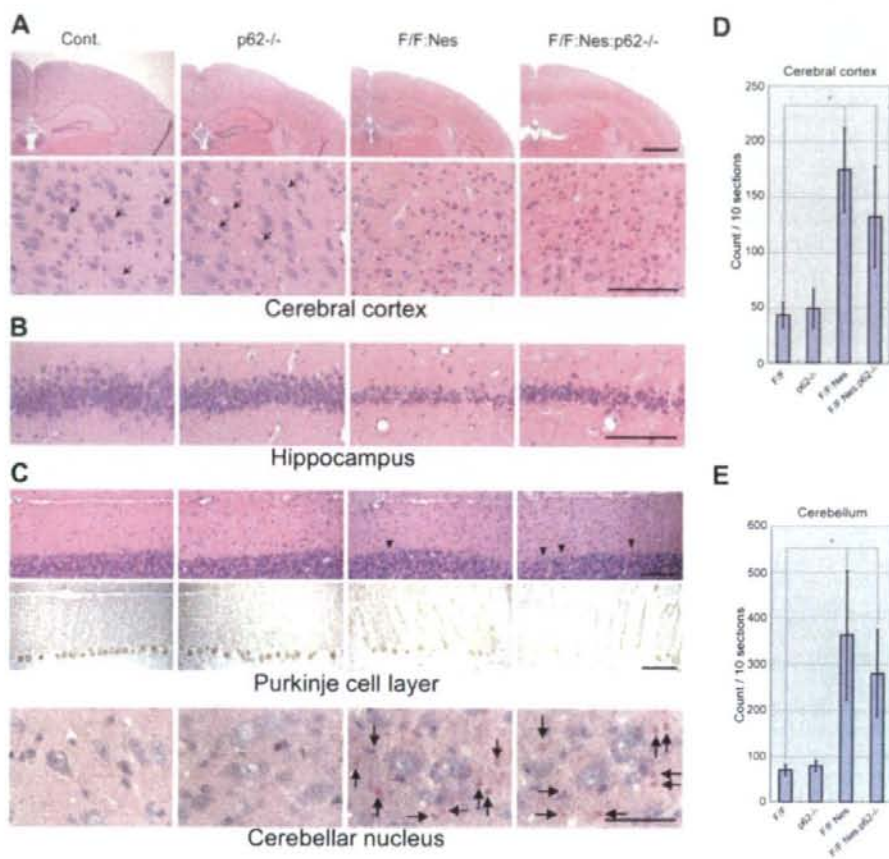 A
Cont.
p62-/-
F/F:Nes
F/F:Nes:p62-/-
Cerebral cortex
B
Hippocampus
C
Purkinje cell layer
Cerebellar nucleus
D
Cerebral cortex
250
200
150
100
50
0
Count / 10 sections
F/F
p62-/-
F/F Nes
F/F Nes p62-/-
*
E
Cerebellum
600
500
400
300
200
100
0
Count / 10 sections
F/F
p62-/-
F/F Nes
F/F Nes p62-/-
*